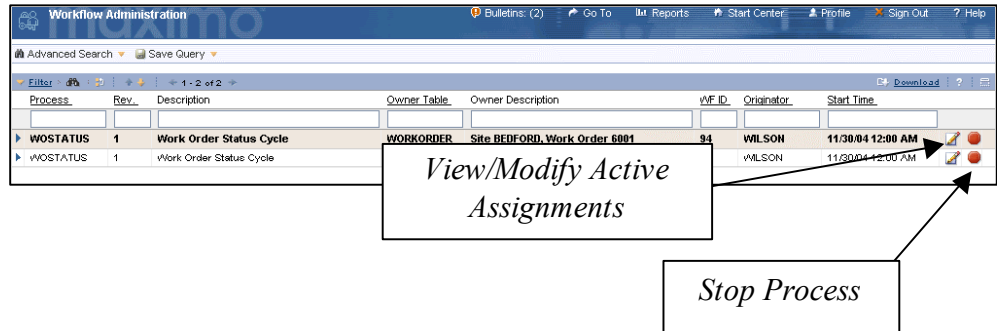 Workflow Administration
Bulletins: (2) Go To Reports Start Center Profile Sign Out ? Help
maximo
Advanced Search Save Query
Filter 1 - 2 of 2 Download ?
Process Rev. Description Owner Table Owner Description WF ID Originator Start Time
WOSTATUS 1 Work Order Status Cycle WORKORDER Site BEDFORD, Work Order 6001 94 WILSON 11/30/04 12:00 AM
WOSTATUS 1 Work Order Status Cycle WILSON 11/30/04 12:00 AM
View/Modify Active
Assignments
Stop Process